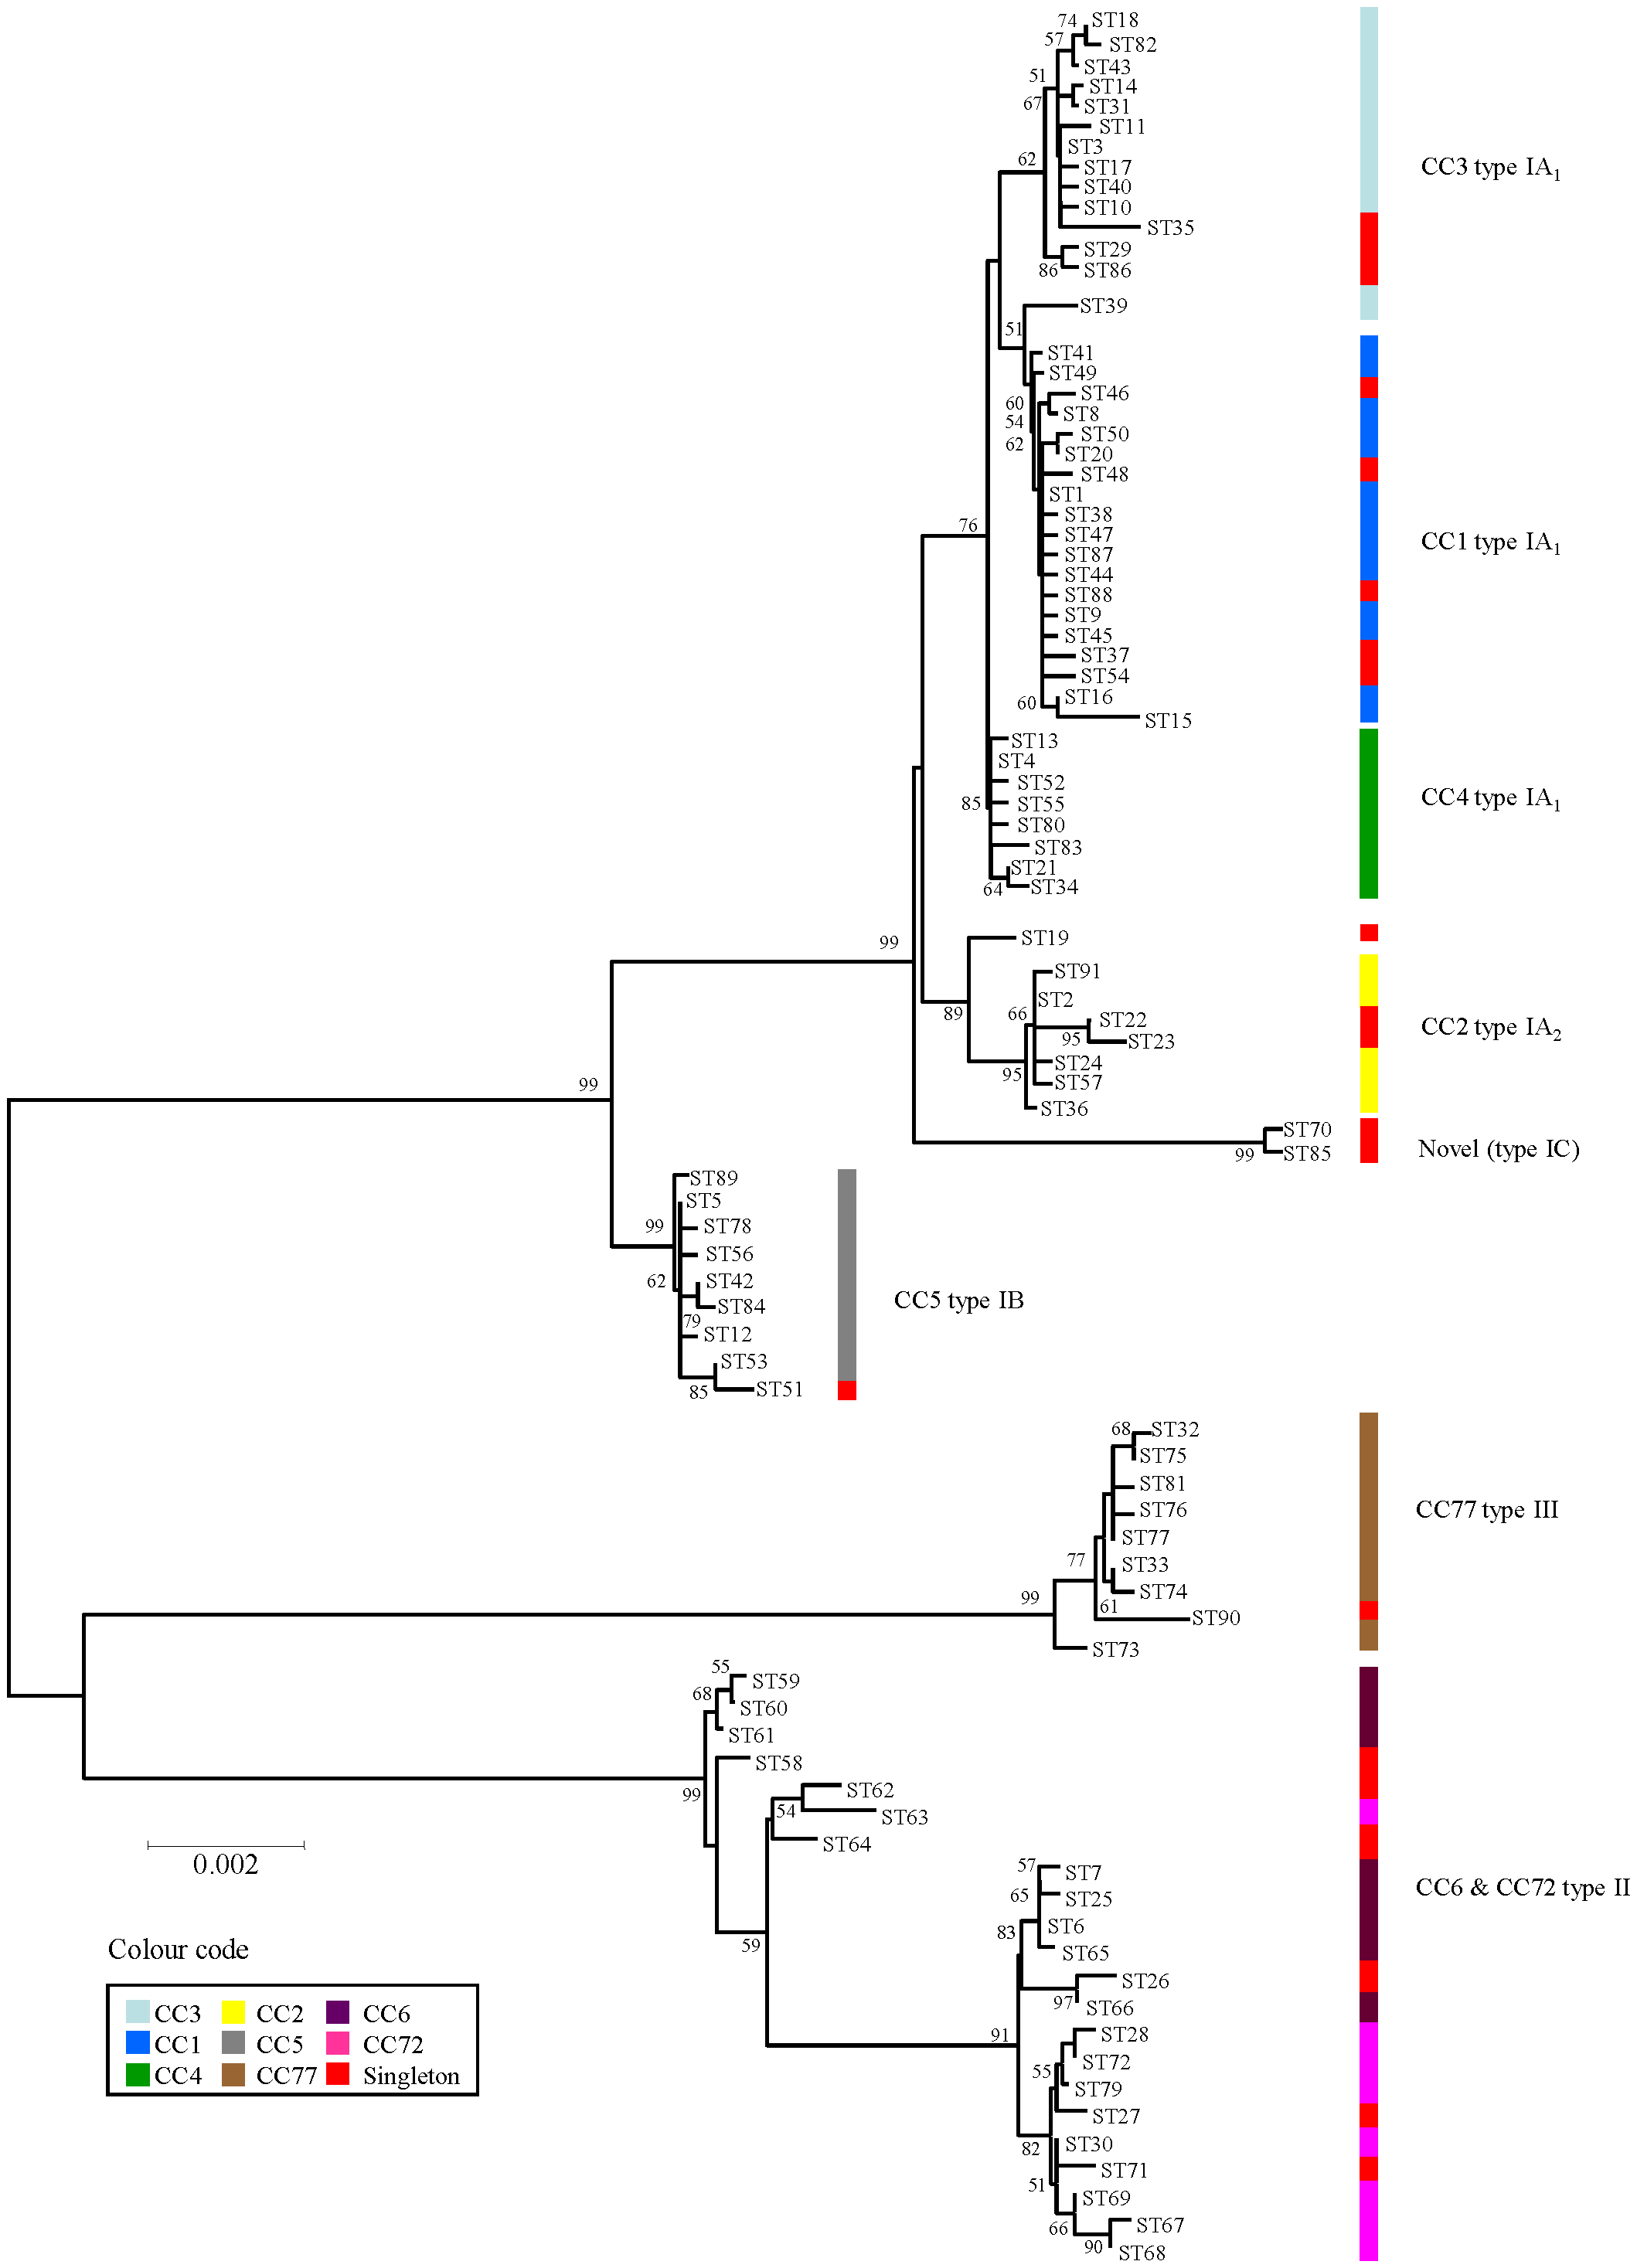 74 ST18
57 ST82
ST43
51 ST14
67 ST31
ST11
ST3
62 ST17
CC3 type IA1
ST40
ST10
ST35
ST29
86 ST86
ST39
51
ST41
ST49
ST46
60 ST8
54
ST50
62 ST20
ST48
ST1
ST38
76
ST47
CC1 type IA1
ST87
ST44
ST88
ST9
ST45
ST37
ST54
60 ST16
ST15
ST13
ST4
ST52
85 ST55
CC4 type IA1
ST80
ST83
ST21
64 ST34
99 ST19
ST91
ST2
89 66 ST22
CC2 type IA2
95 ST23
ST24
95 ST57
99
ST36
ST70
99 ST85
Novel (type IC)
ST89
ST5
99 ST78
ST56
62 ST42
ST84
CC5 type IB
79
ST12
ST53
85 ST51
68 ST32
ST75
ST81
ST76
CC77 type III
ST77
77 ST33
ST74
99 61
ST90
ST73
55 ST59
68 ST60
ST61
ST58
99 ST62
54 ST63
ST64
0.002
57 ST7
65 ST25
CC6 & CC72 type II
83 ST6
59 ST65
ST26
97 ST66
91 ST28
ST72
55 ST79
ST27
82 ST30
ST71
51 ST69
66 ST67
90 ST68
Colour code
CC3 CC2 CC6
CC1 CC5 CC72
CC4 CC77 Singleton